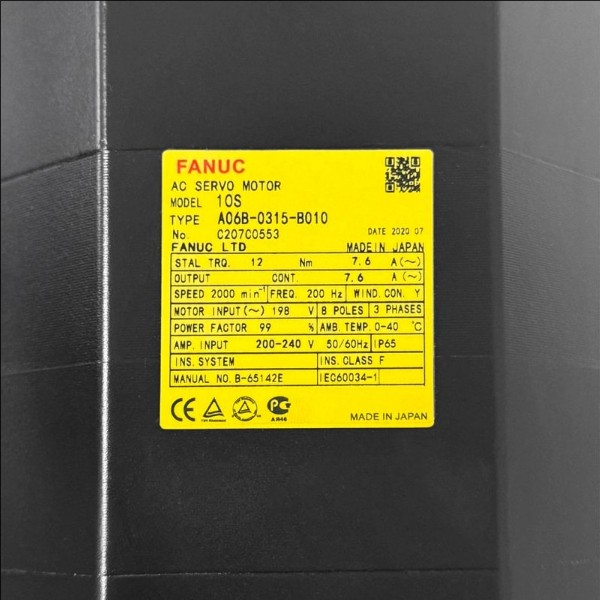 FANUC
AC SERVO MOTOR
MODEL 10S
TYPE A06B-0315-B010
No. C207C0553 DATE 2020 07
FANUC LTD MADE IN JAPAN
STAL TRQ. 12 Nm 7.6 A(~)
OUTPUT CONT. 7.6 A(~)
SPEED 2000 min⁻¹ FREQ. 200 Hz WIND.CON. Y
MOTOR INPUT(~) 198 V 8 POLES 3 PHASES
POWER FACTOR 99 % AMB.TEMP. 0-40 ℃
AMP. INPUT 200-240 V 50/60Hz IP65
INS.SYSTEM INS.CLASS F
MANUAL NO. B-65142E IEC60034-1
CE
MADE IN JAPAN